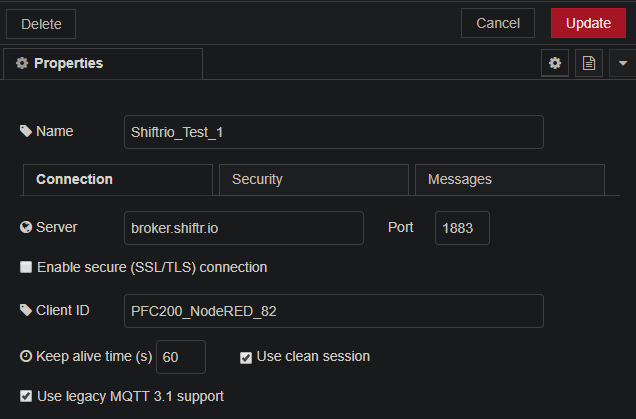 Delete Cancel Update
Properties
Name Shiftrio_Test_1
Connection Security Messages
Server broker.shiftr.io Port 1883
Enable secure (SSL/TLS) connection
Client ID PFC200_NodeRED_82
Keep alive time (s) 60 Use clean session
Use legacy MQTT 3.1 support